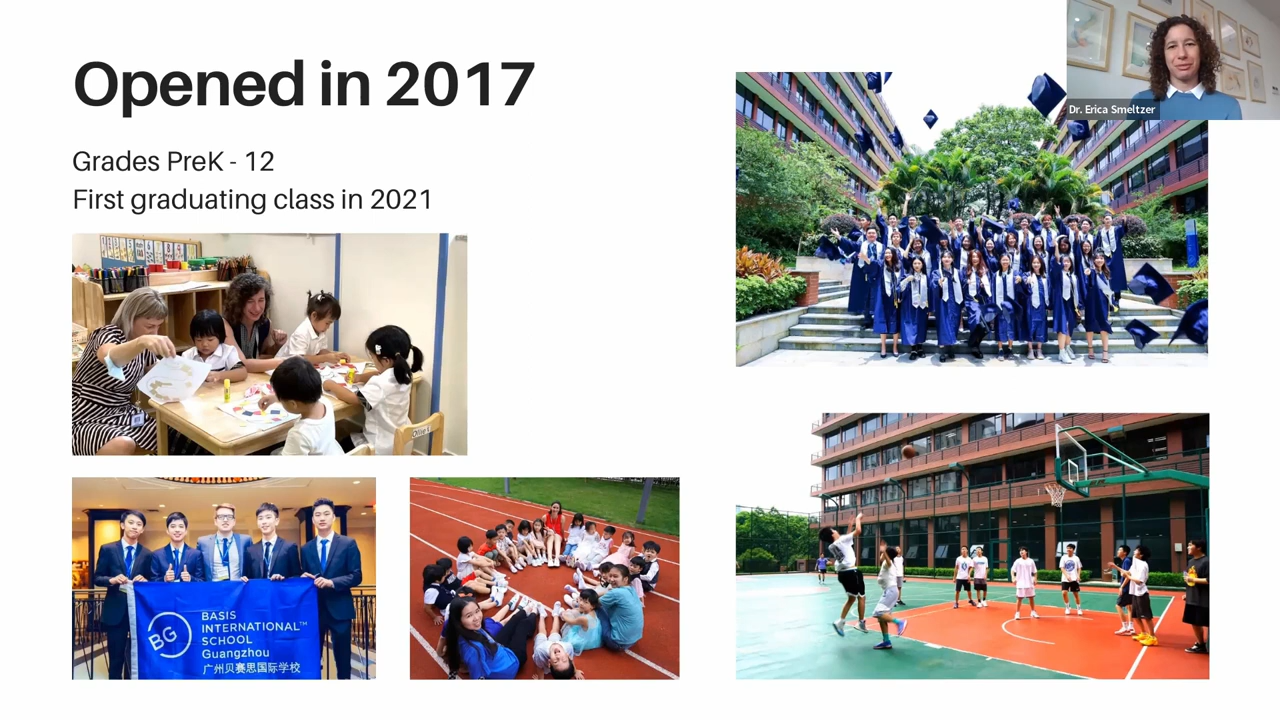 Opened in 2017
Grades PreK - 12
First graduating class in 2021
Dr. Erica Smeltzer
BG
BASIS
INTERNATIONAL™
SCHOOL
Guangzhou
广州贝赛思国际学校